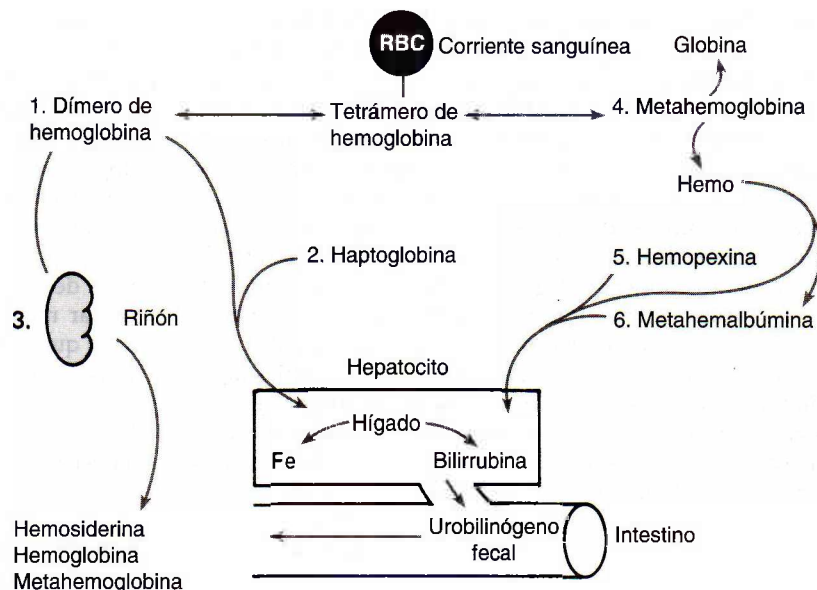 RBC
Corriente sanguínea
Globina
1. Dímero de
hemoglobina
Tetrámero de
hemoglobina
4. Metahemoglobina
Hemo
2. Haptoglobina
5. Hemopexina
3.
Riñón
6. Metahemalbúmina
Hepatocito
Hígado
Fe
Bilirrubina
Urobilinógeno
fecal
Intestino
Hemosiderina
Hemoglobina
Metahemoglobina